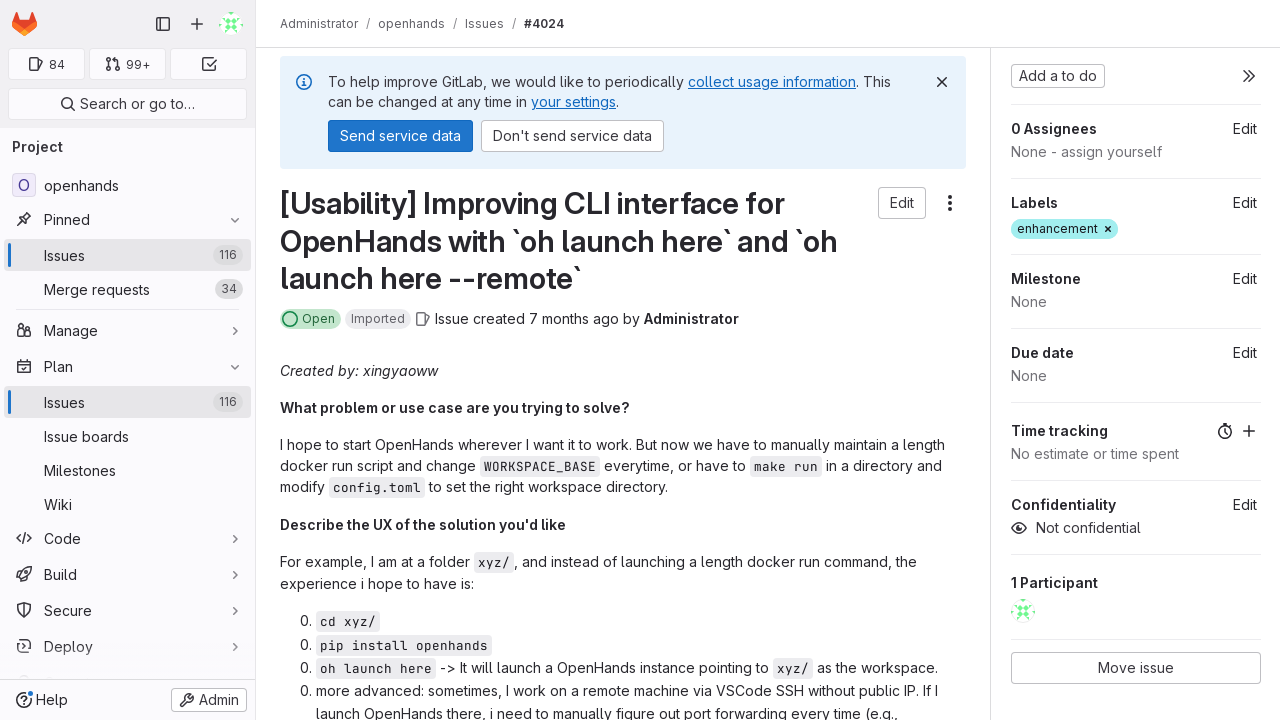 84
99+
Search or go to…
Project
O openhands
Pinned
Issues 116
Merge requests 34
Manage
Plan
Issues 116
Issue boards
Milestones
Wiki
Code
Build
Secure
Deploy
Help
Admin
Administrator / openhands / Issues / #4024
To help improve GitLab, we would like to periodically collect usage information. This
can be changed at any time in your settings.
Send service data
Don't send service data
[Usability] Improving CLI interface for
OpenHands with `oh launch here` and `oh
launch here --remote`
Edit
Open Imported Issue created 7 months ago by Administrator
Created by: xingyaoww
What problem or use case are you trying to solve?
I hope to start OpenHands wherever I want it to work. But now we have to manually maintain a length
docker run script and change WORKSPACE_BASE everytime, or have to make run in a directory and
modify config.toml to set the right workspace directory.
Describe the UX of the solution you'd like
For example, I am at a folder xyz/, and instead of launching a length docker run command, the
experience i hope to have is:
0. cd xyz/
0. pip install openhands
0. oh launch here -> It will launch a OpenHands instance pointing to xyz/ as the workspace.
0. more advanced: sometimes, I work on a remote machine via VSCode SSH without public IP. If I
launch OpenHands there, i need to manually figure out port forwarding every time (e.g.,
Add a to do
0 Assignees Edit
None - assign yourself
Labels Edit
enhancement ×
Milestone Edit
None
Due date Edit
None
Time tracking
No estimate or time spent
Confidentiality Edit
Not confidential
1 Participant
Move issue